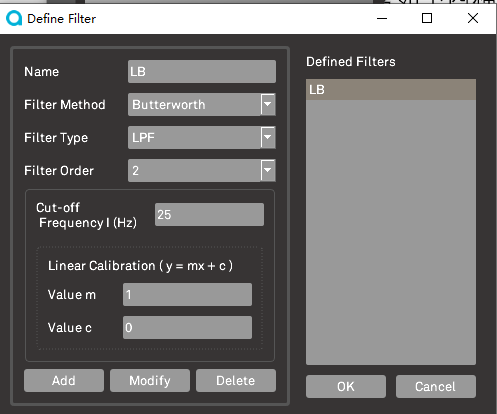 Define Filter
Name LB
Filter Method Butterworth
Filter Type LPF
Filter Order 2
Cut-off
Frequency I (Hz) 25
Linear Calibration ( y = mx + c )
Value m 1
Value c 0
Add Modify Delete
Defined Filters
LB
OK Cancel